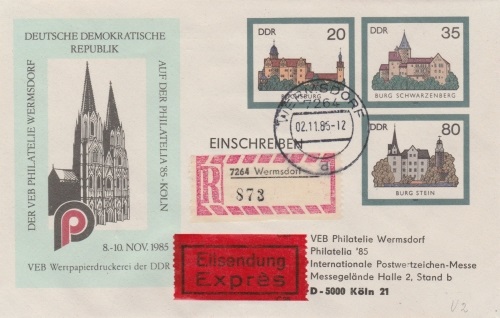 DEUTSCHE DEMOKRATISCHE
REPUBLIK
DER VEB PHILATELIE WERMSDORF
AUF DER PHILATELIA '85 · KÖLN
8.-10. NOV. 1985
VEB Wertpapierdruckerei der DDR
DDR 20
DDR 35
BURG SCHWARZENBERG
DDR 80
BURG STEIN
WERMSDORF
7264
02.11.85-12
d
EINSCHREIBEN
R
7264 Wermsdorf
873
Eilsendung
Exprès
VEB Philatelie Wermsdorf
Philatelia '85
Internationale Postwertzeichen-Messe
Messegelände Halle 2, Stand b
D-5000 Köln 21
V2